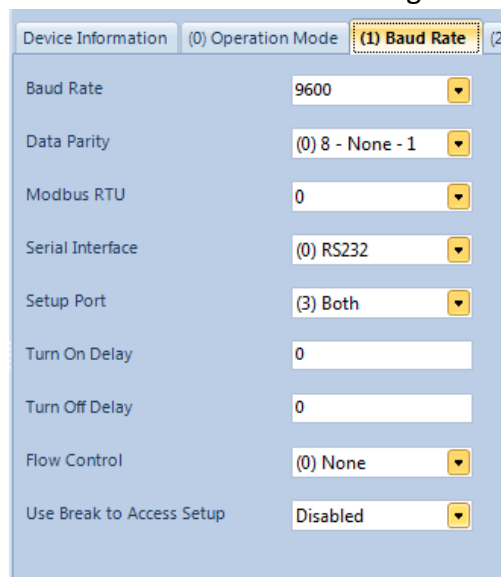 Device Information (0) Operation Mode (1) Baud Rate (2
Baud Rate 9600
Data Parity (0) 8 - None - 1
Modbus RTU 0
Serial Interface (0) RS232
Setup Port (3) Both
Turn On Delay 0
Turn Off Delay 0
Flow Control (0) None
Use Break to Access Setup Disabled